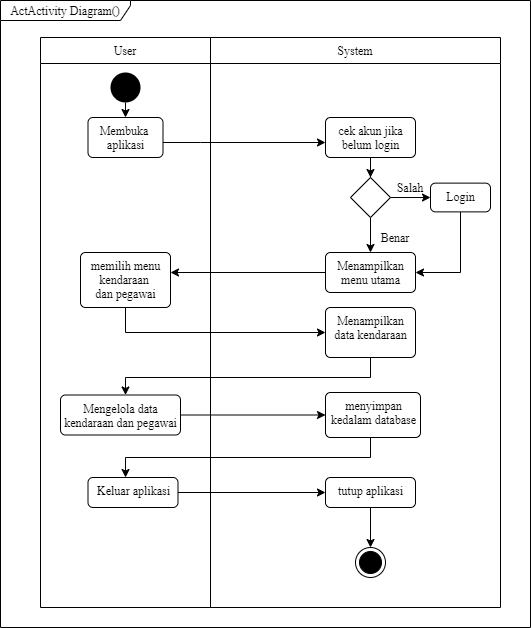 ActActivity Diagram()
User
System
Membuka
aplikasi
cek akun jika
belum login
Salah
Login
Benar
memilih menu
kendaraan
dan pegawai
Menampilkan
menu utama
Menampilkan
data kendaraan
Mengelola data
kendaraan dan pegawai
menyimpan
kedalam database
Keluar aplikasi
tutup aplikasi